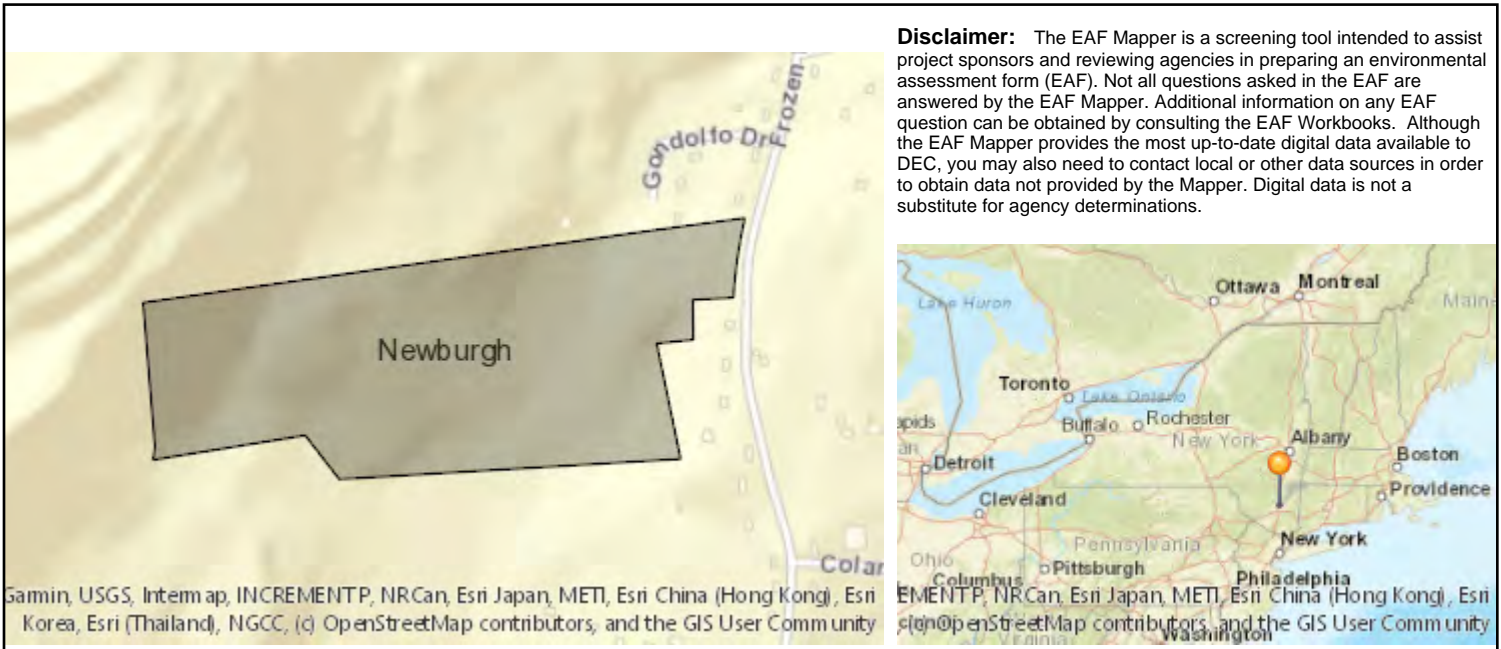 Disclaimer: The EAF Mapper is a screening tool intended to assist
project sponsors and reviewing agencies in preparing an environmental
assessment form (EAF). Not all questions asked in the EAF are
answered by the EAF Mapper. Additional information on any EAF
question can be obtained by consulting the EAF Workbooks. Although
the EAF Mapper provides the most up-to-date digital data available to
DEC, you may also need to contact local or other data sources in order
to obtain data not provided by the Mapper. Digital data is not a
substitute for agency determinations.
Gondolfo Dr
Frozen
Newburgh
Colar
Garmin, USGS, Intermap, INCREMENT P, NRCan, Esri Japan, METI, Esri China (Hong Kong), Esri
Korea, Esri (Thailand), NGCC, (c) OpenStreetMap contributors, and the GIS User Community
Ottawa
Montreal
Maine
Lake Huron
Toronto
Lake Ontario
Rochester
Buffalo
New York
Albany
apids
an
Detroit
Boston
Providence
Cleveland
New York
Pennsylvania
Ohio
Pittsburgh
Columbus
Philadelphia
EMENT P, NRCan, Esri Japan, METI, Esri China (Hong Kong), Esri
(c) OpenStreetMap contributors, and the GIS User Community
Virginia
Washington